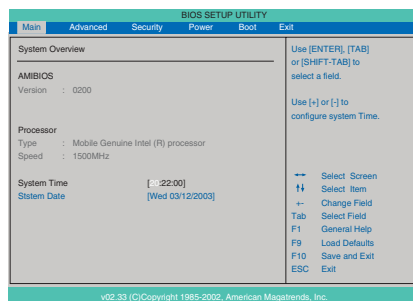 BIOS SETUP UTILITY
Main Advanced Security Power Boot Exit
System Overview
AMIBIOS
Version : 0200
Processor
Type : Mobile Genuine Intel (R) processor
Speed : 1500MHz
System Time [20:22:00]
Ststem Date [Wed 03/12/2003]
Use [ENTER], [TAB]
or [SHIFT-TAB] to
select a field.
Use [+] or [-] to
configure system Time.
Select Screen
Select Item
+- Change Field
Tab Select Field
F1 General Help
F9 Load Defaults
F10 Save and Exit
ESC Exit
v02.33 (C)Copyright 1985-2002, American Magatrends, Inc.